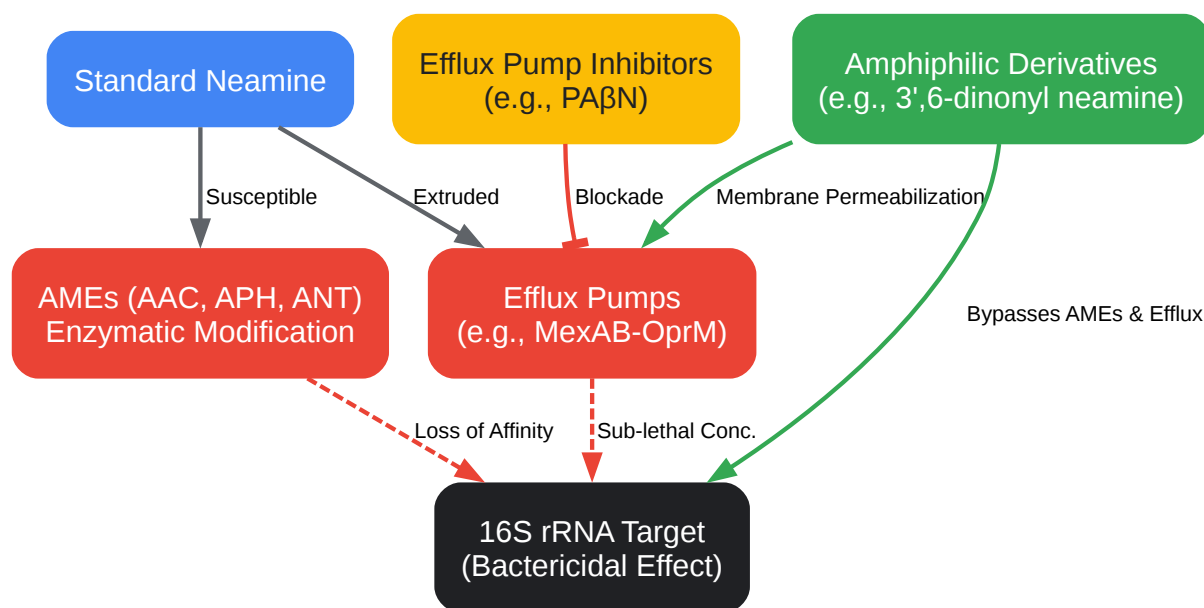 Standard Neamine
Efflux Pump Inhibitors
(e.g., PAβN)
Amphiphilic Derivatives
(e.g., 3',6-dinonyl neamine)
Susceptible
Extruded
Blockade
Membrane Permeabilization
AMEs (AAC, APH, ANT)
Enzymatic Modification
Efflux Pumps
(e.g., MexAB-OprM)
Bypasses AMEs & Efflux
Loss of Affinity
Sub-lethal Conc.
16S rRNA Target
(Bactericidal Effect)